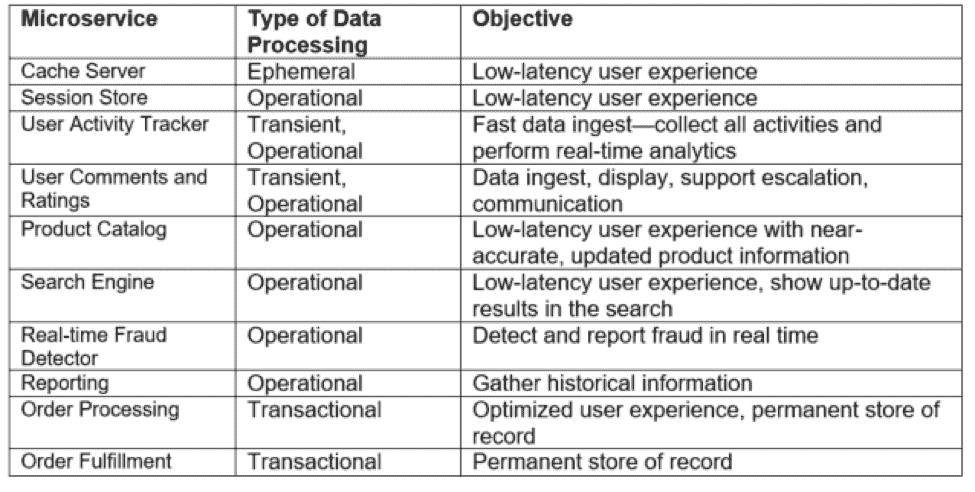 Microservice Type of Data Processing Objective
Cache Server Ephemeral Low-latency user experience
Session Store Operational Low-latency user experience
User Activity Tracker Transient, Operational Fast data ingest—collect all activities and perform real-time analytics
User Comments and Ratings Transient, Operational Data ingest, display, support escalation, communication
Product Catalog Operational Low-latency user experience with near-accurate, updated product information
Search Engine Operational Low-latency user experience, show up-to-date results in the search
Real-time Fraud Detector Operational Detect and report fraud in real time
Reporting Operational Gather historical information
Order Processing Transactional Optimized user experience, permanent store of record
Order Fulfillment Transactional Permanent store of record